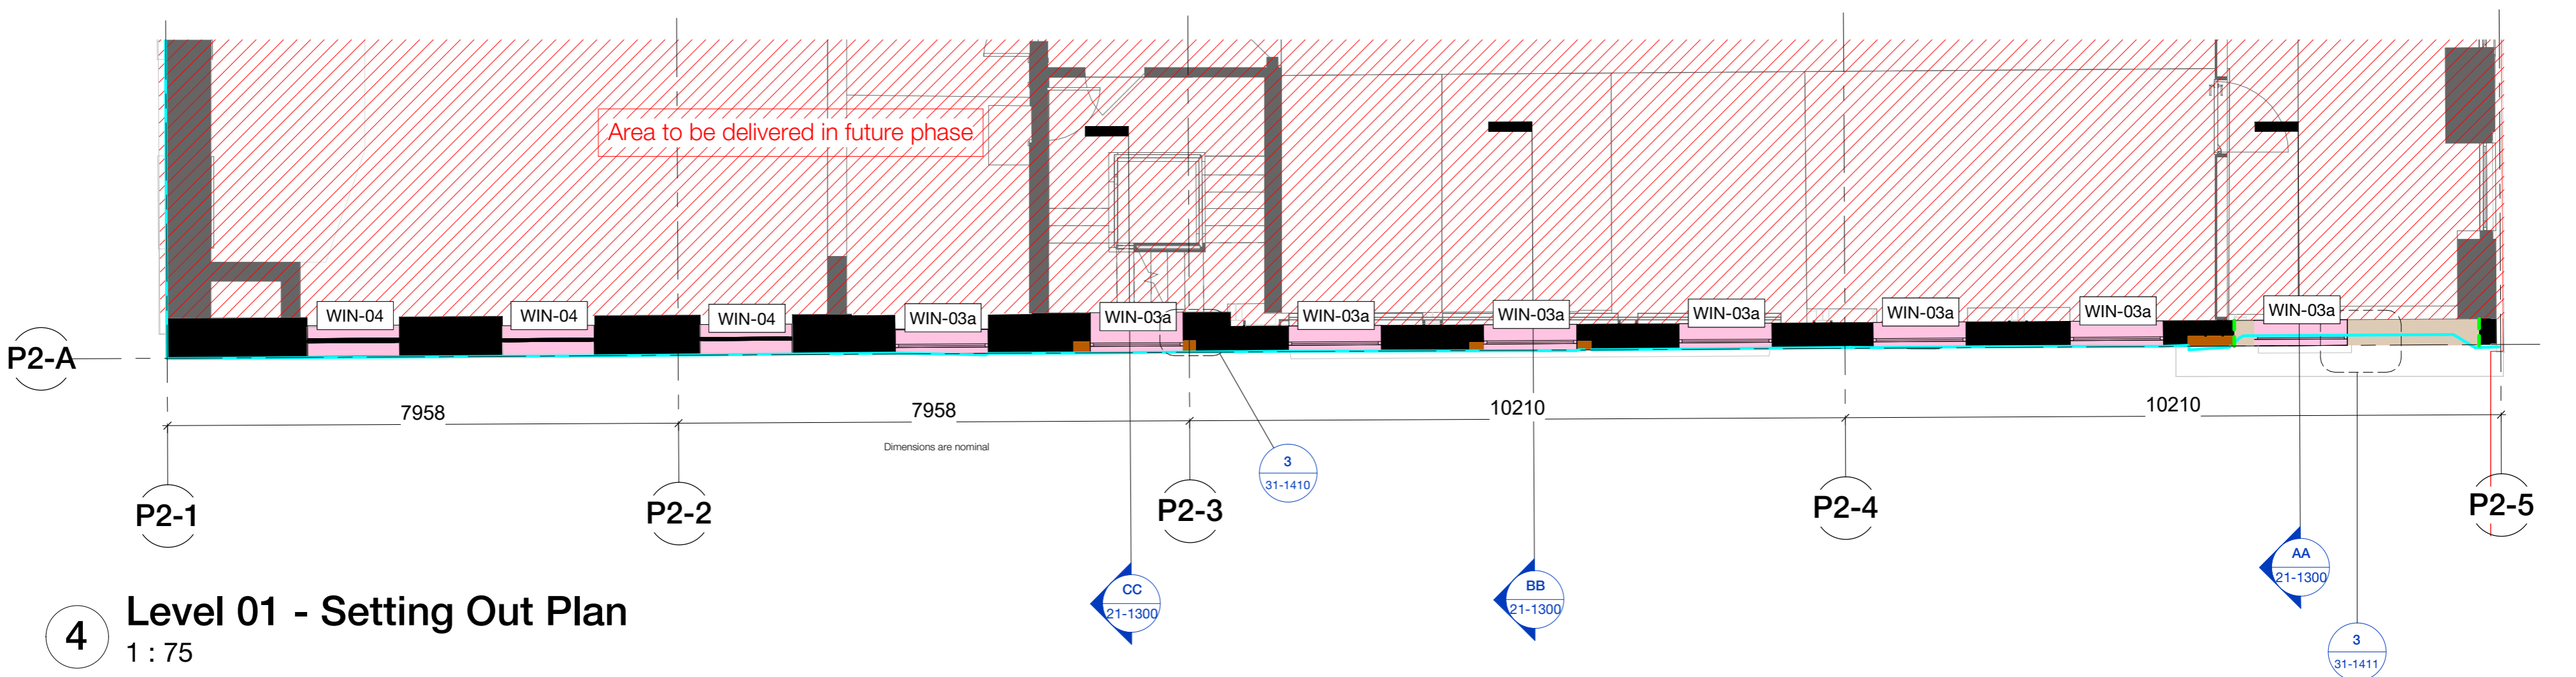 Area to be delivered in future phase
WIN-04
WIN-04
WIN-04
WIN-03a
WIN-03a
WIN-03a
WIN-03a
WIN-03a
WIN-03a
WIN-03a
WIN-03a
P2-A
7958
7958
10210
10210
Dimensions are nominal
3
31-1410
P2-1
P2-2
P2-3
P2-4
P2-5
CC
21-1300
BB
21-1300
AA
21-1300
3
31-1411
4
Level 01 - Setting Out Plan
1 : 75